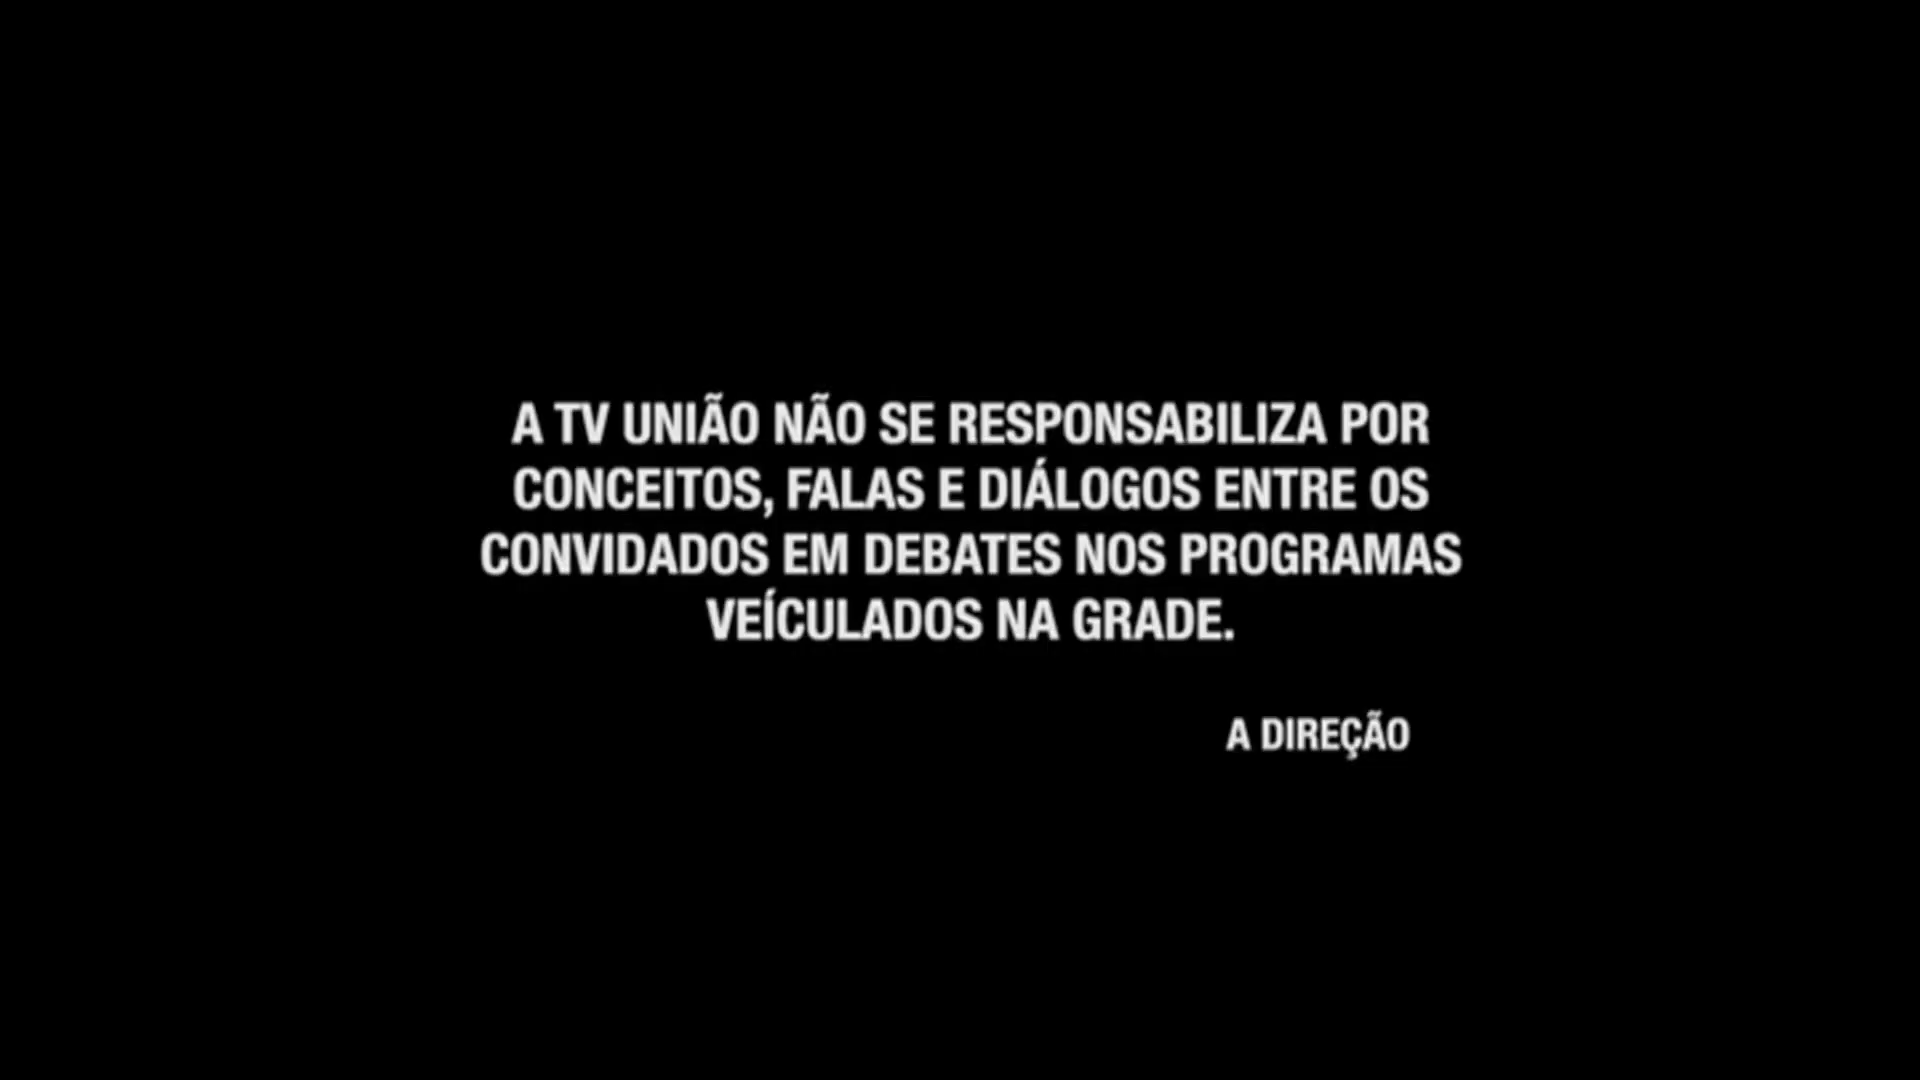 A TV UNIÃO NÃO SE RESPONSABILIZA POR
CONCEITOS, FALAS E DIÁLOGOS ENTRE OS
CONVIDADOS EM DEBATES NOS PROGRAMAS
VEÍCULADOS NA GRADE.
A DIREÇÃO